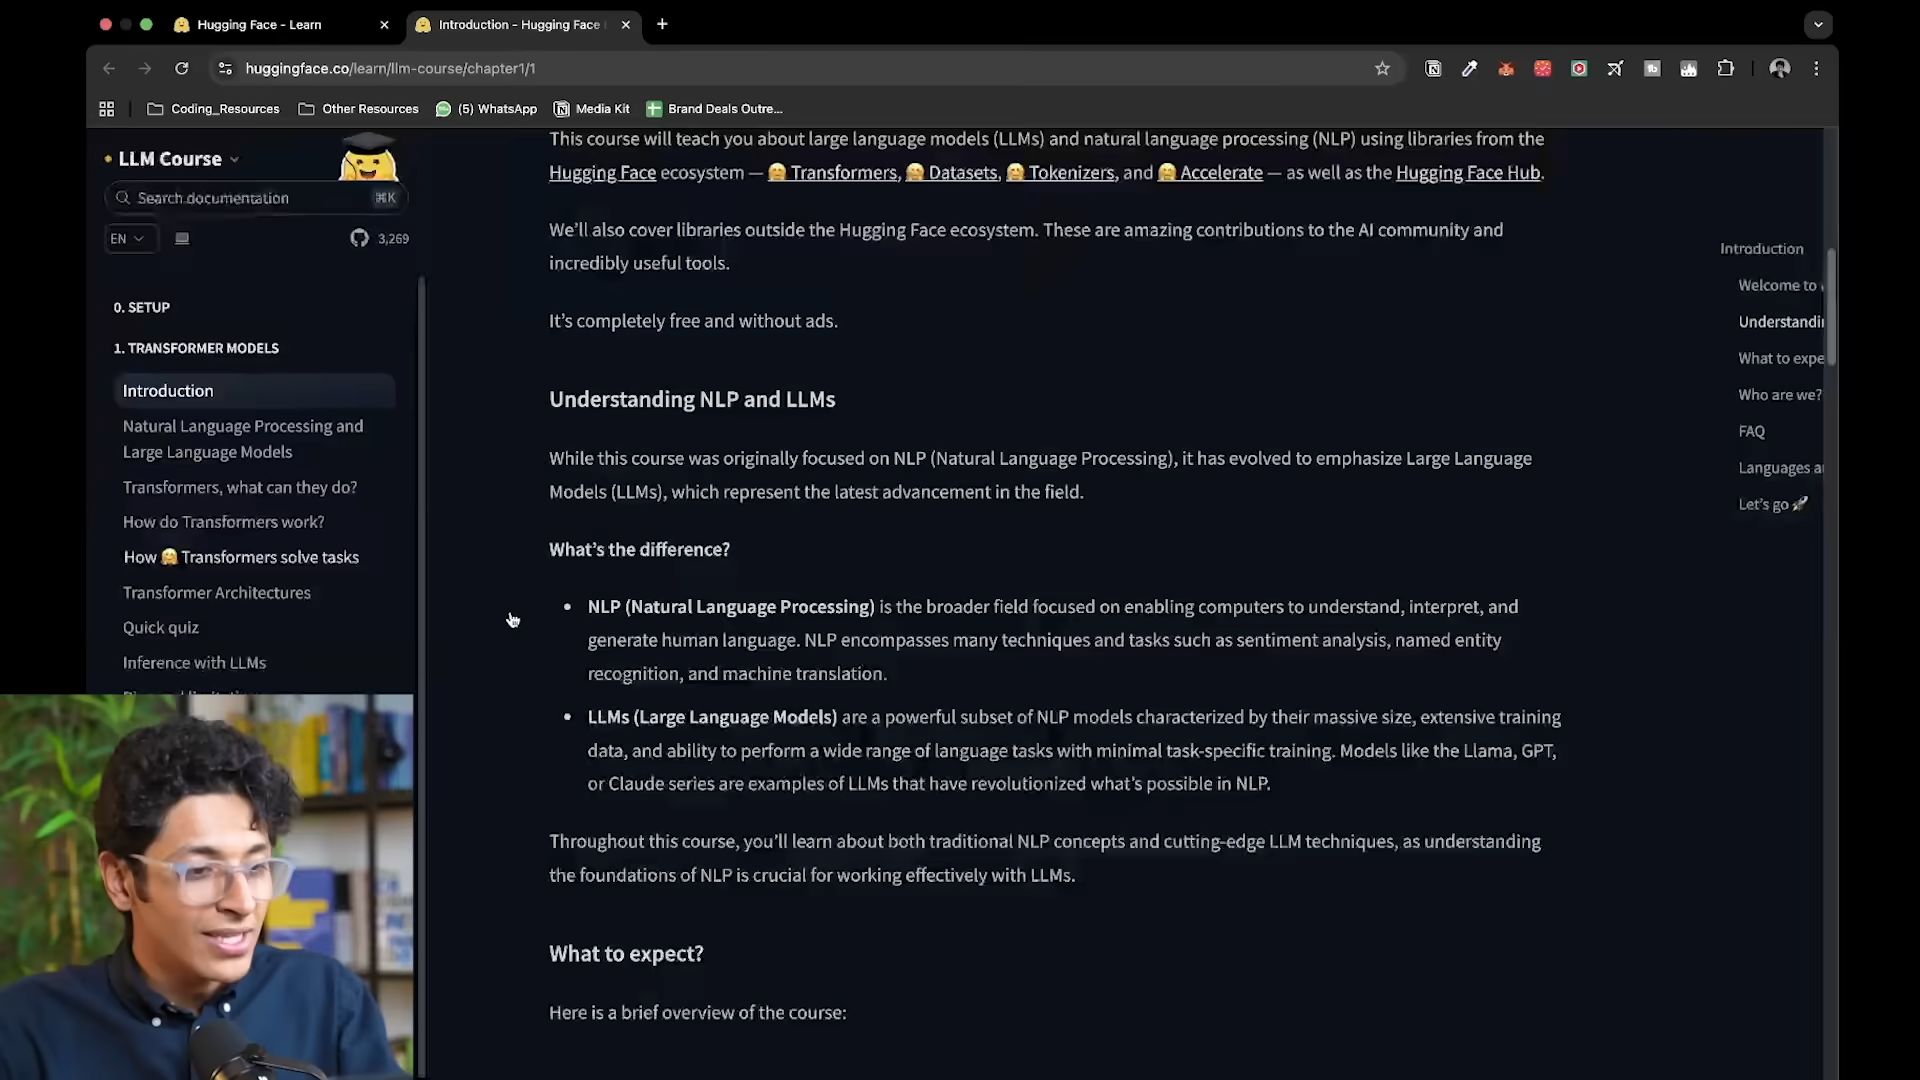 Hugging Face - Learn
Introduction - Hugging Face
huggingface.co/learn/llm-course/chapter1/1
Coding_Resources
Other Resources
(5) WhatsApp
Media Kit
Brand Deals Outre...
LLM Course
Search documentation
⌘K
EN
3,269
0. SETUP
1. TRANSFORMER MODELS
Introduction
Natural Language Processing and
Large Language Models
Transformers, what can they do?
How do Transformers work?
How 🤗 Transformers solve tasks
Transformer Architectures
Quick quiz
Inference with LLMs
This course will teach you about large language models (LLMs) and natural language processing (NLP) using libraries from the
Hugging Face ecosystem — 🤗 Transformers, 🤗 Datasets, 🤗 Tokenizers, and 🤗 Accelerate — as well as the Hugging Face Hub.
We’ll also cover libraries outside the Hugging Face ecosystem. These are amazing contributions to the AI community and
incredibly useful tools.
It’s completely free and without ads.
Understanding NLP and LLMs
While this course was originally focused on NLP (Natural Language Processing), it has evolved to emphasize Large Language
Models (LLMs), which represent the latest advancement in the field.
What’s the difference?
• NLP (Natural Language Processing) is the broader field focused on enabling computers to understand, interpret, and
generate human language. NLP encompasses many techniques and tasks such as sentiment analysis, named entity
recognition, and machine translation.
• LLMs (Large Language Models) are a powerful subset of NLP models characterized by their massive size, extensive training
data, and ability to perform a wide range of language tasks with minimal task-specific training. Models like the Llama, GPT,
or Claude series are examples of LLMs that have revolutionized what’s possible in NLP.
Throughout this course, you’ll learn about both traditional NLP concepts and cutting-edge LLM techniques, as understanding
the foundations of NLP is crucial for working effectively with LLMs.
What to expect?
Here is a brief overview of the course:
Introduction
Welcome to
Understandi
What to expe
Who are we?
FAQ
Languages a
Let’s go 🚀